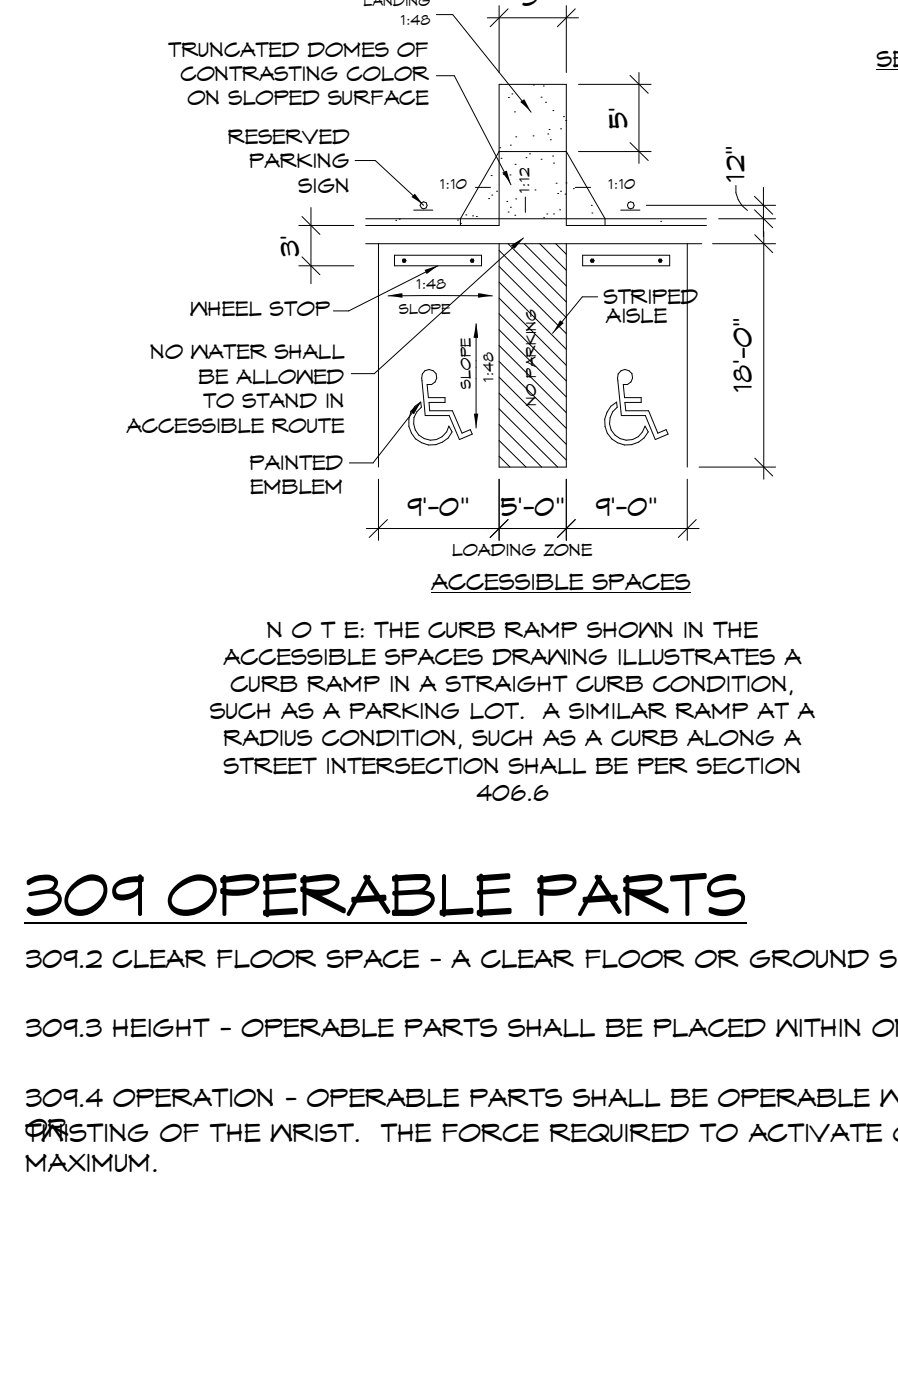 LANDING
1:48
5'
TRUNCATED DOMES OF
CONTRASTING COLOR
ON SLOPED SURFACE
5'
RESERVED
PARKING
SIGN
1:10
1:12
1:10
12"
3'
1:48
SLOPE
WHEEL STOP
STRIPED
AISLE
NO PARKING
SLOPE
1:48
18'-0"
NO WATER SHALL
BE ALLOWED
TO STAND IN
ACCESSIBLE ROUTE
PAINTED
EMBLEM
9'-0" 5'-0" 9'-0"
LOADING ZONE
ACCESSIBLE SPACES
N O T E: THE CURB RAMP SHOWN IN THE
ACCESSIBLE SPACES DRAWING ILLUSTRATES A
CURB RAMP IN A STRAIGHT CURB CONDITION,
SUCH AS A PARKING LOT. A SIMILAR RAMP AT A
RADIUS CONDITION, SUCH AS A CURB ALONG A
STREET INTERSECTION SHALL BE PER SECTION
406.6
309 OPERABLE PARTS
309.2 CLEAR FLOOR SPACE - A CLEAR FLOOR OR GROUND
309.3 HEIGHT - OPERABLE PARTS SHALL BE PLACED WITHIN
309.4 OPERATION - OPERABLE PARTS SHALL BE OPERABLE
OR
TWISTING OF THE WRIST. THE FORCE REQUIRED TO ACTIVATE
MAXIMUM.